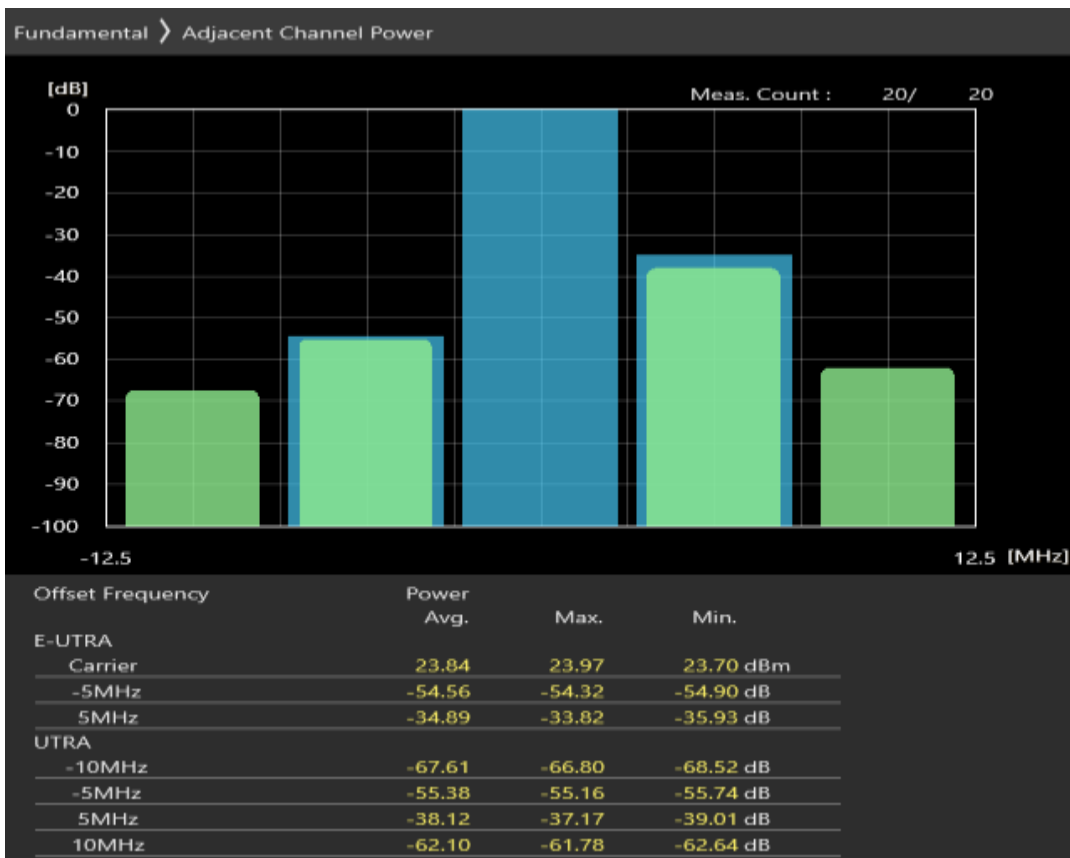 Fundamental 〉 Adjacent Channel Power
[dB]
Meas. Count : 20/ 20
0
-10
-20
-30
-40
-50
-60
-70
-80
-90
-100
-12.5 12.5 [MHz]
Offset Frequency Power
Avg. Max. Min.
E-UTRA
Carrier 23.84 23.97 23.70 dBm
-5MHz -54.56 -54.32 -54.90 dB
5MHz -34.89 -33.82 -35.93 dB
UTRA
-10MHz -67.61 -66.80 -68.52 dB
-5MHz -55.38 -55.16 -55.74 dB
5MHz -38.12 -37.17 -39.01 dB
10MHz -62.10 -61.78 -62.64 dB